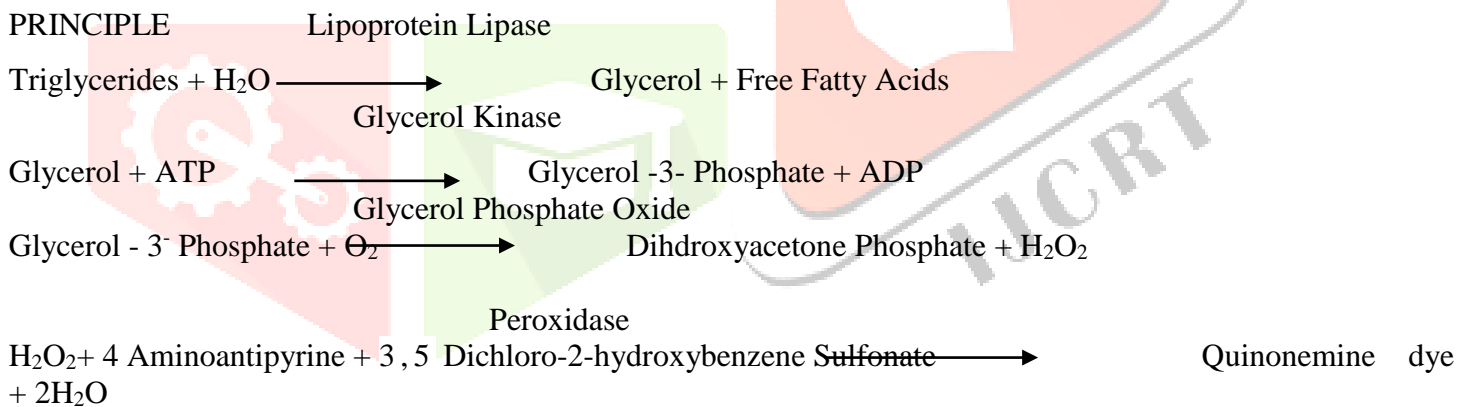 PRINCIPLE Lipoprotein Lipase
Triglycerides + H₂O ⟶ Glycerol + Free Fatty Acids
Glycerol Kinase
Glycerol + ATP ⟶ Glycerol -3- Phosphate + ADP
Glycerol Phosphate Oxide
Glycerol - 3⁻ Phosphate + O₂ ⟶ Dihdroxyacetone Phosphate + H₂O₂
Peroxidase
H₂O₂+ 4 Aminoantipyrine + 3 , 5 Dichloro-2-hydroxybenzene Sulfonate ⟶ Quinonemine dye
+ 2H₂O
IJCRT